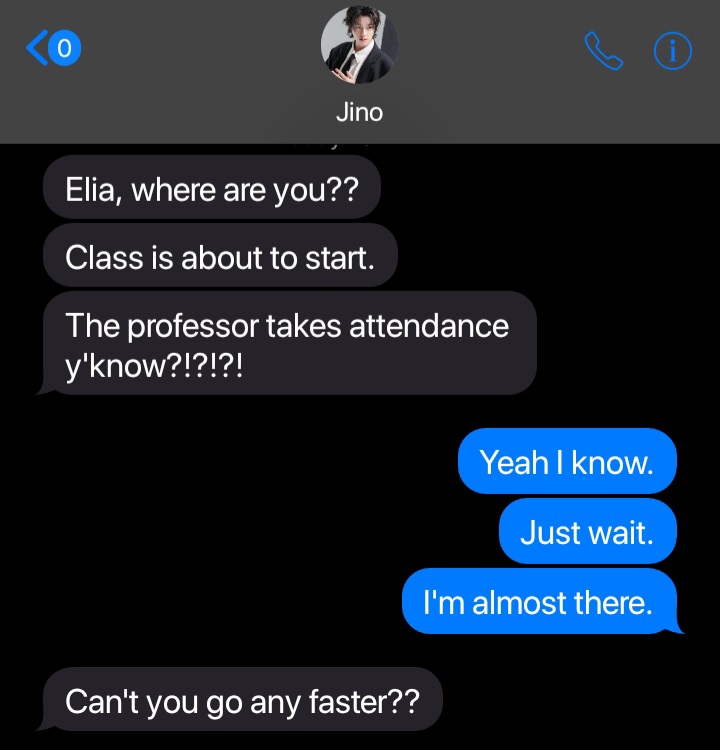 0
Jino
Elia, where are you??
Class is about to start.
The professor takes attendance
y'know?!?!?!
Yeah I know.
Just wait.
I'm almost there.
Can't you go any faster??